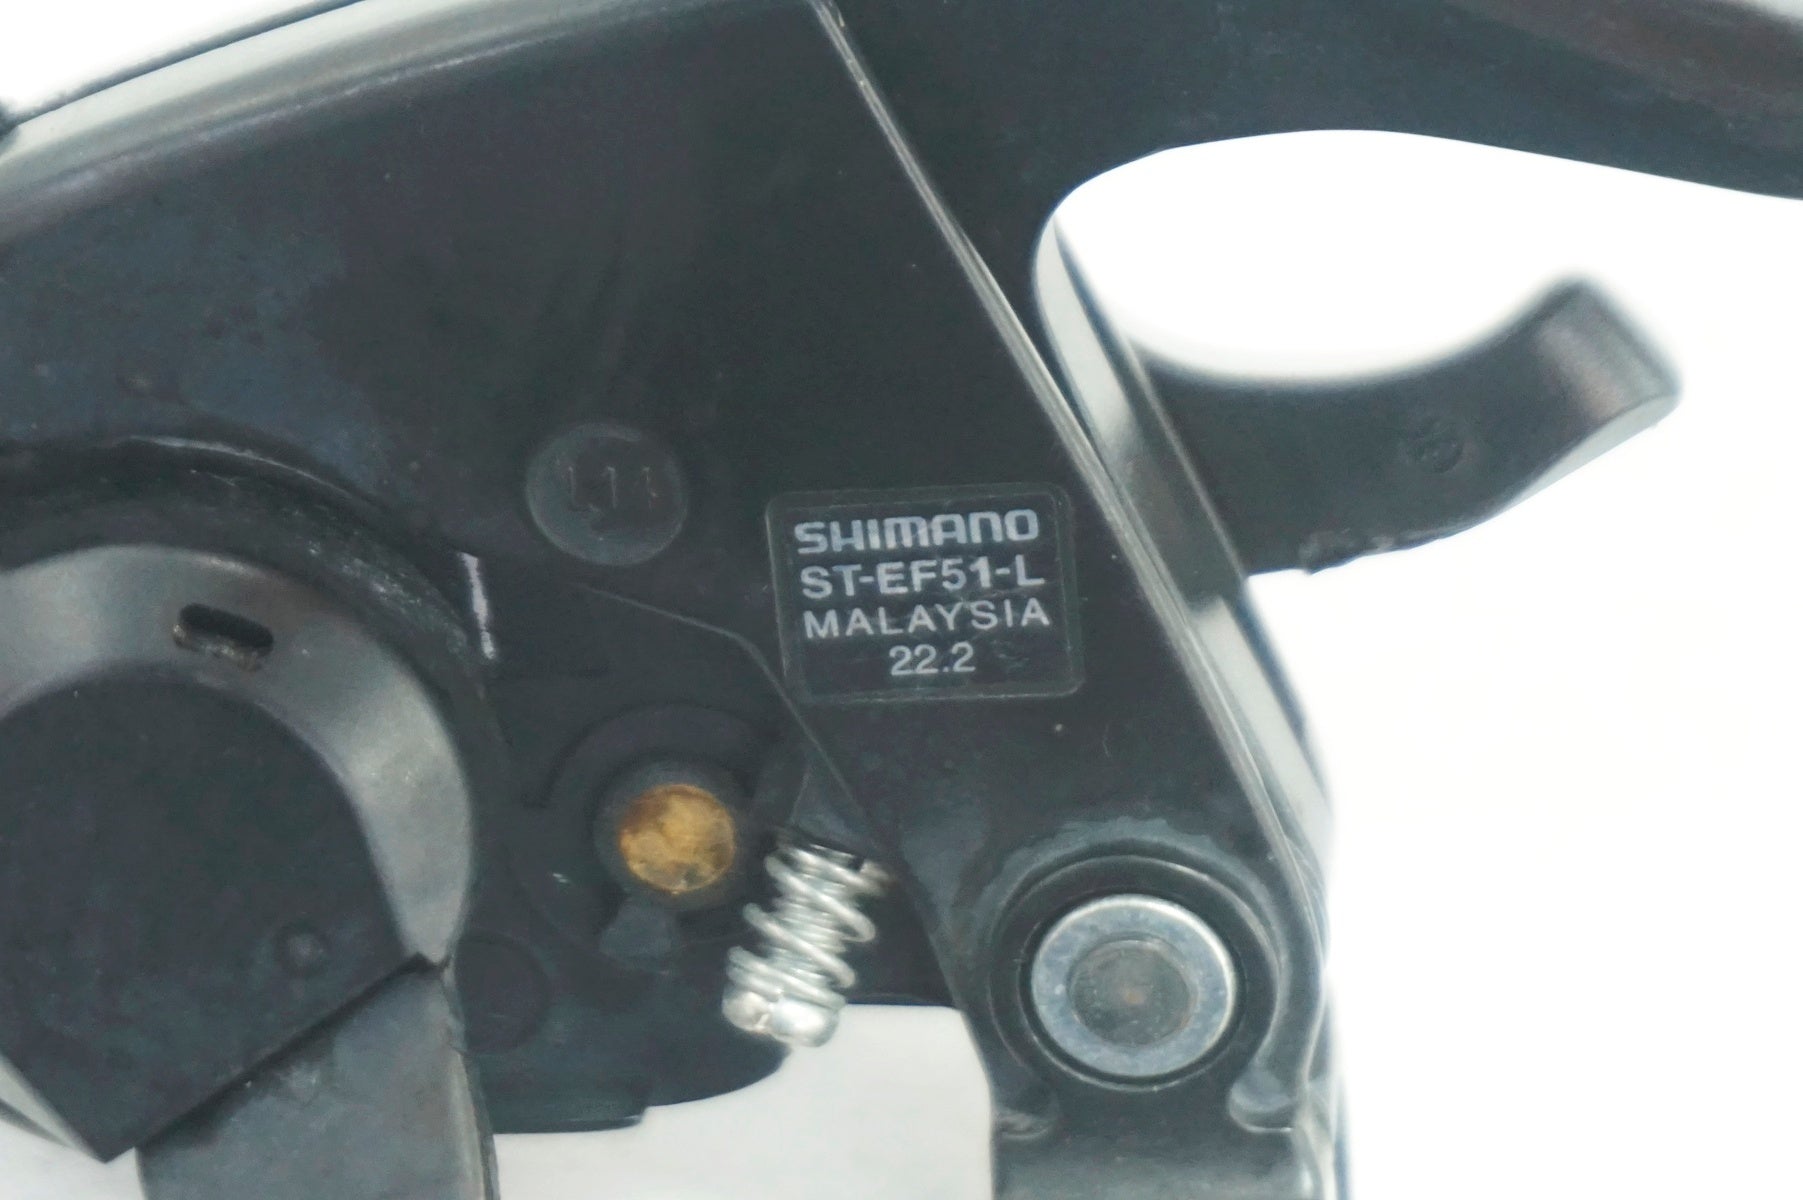 SHIMANO
ST-EF51-L
MALAYSIA
22.2